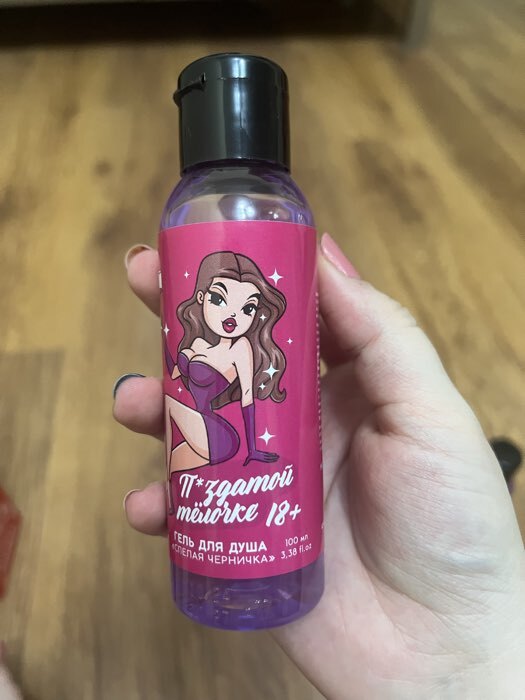 П*здатой
тёлочке 18+
ГЕЛЬ ДЛЯ ДУША
«СПЕЛАЯ ЧЕРНИЧКА»
100 мл
3,38 fl.oz